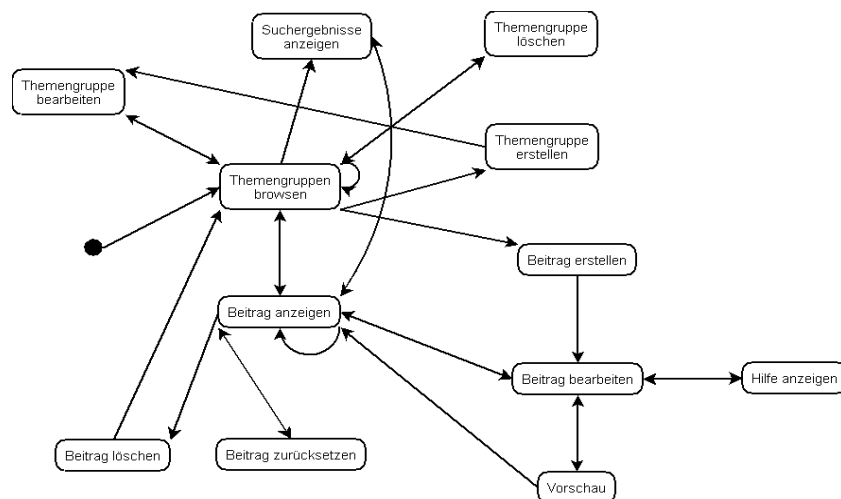 Suchergebnisse
anzeigen
Themengruppe
löschen
Themengruppe
bearbeiten
Themengruppe
erstellen
Themengruppen
browsen
Beitrag erstellen
Beitrag anzeigen
Beitrag bearbeiten
Hilfe anzeigen
Beitrag löschen
Beitrag zurücksetzen
Vorschau